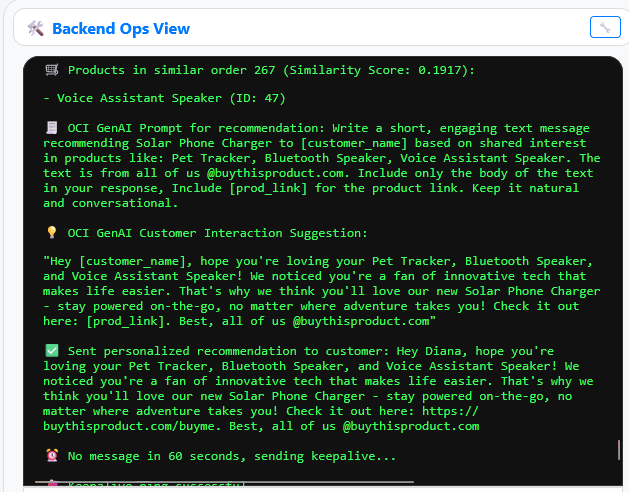 Backend Ops View
Products in similar order 267 (Similarity Score: 0.1917):
- Voice Assistant Speaker (ID: 47)
OCI GenAI Prompt for recommendation: Write a short, engaging text message
recommending Solar Phone Charger to [customer_name] based on shared interest
in products like: Pet Tracker, Bluetooth Speaker, Voice Assistant Speaker. The
text is from all of us @buythisproduct.com. Include only the body of the text
in your response, Include [prod_link] for the product link. Keep it natural
and conversational.
OCI GenAI Customer Interaction Suggestion:
"Hey [customer_name], hope you're loving your Pet Tracker, Bluetooth Speaker,
and Voice Assistant Speaker! We noticed you're a fan of innovative tech that
makes life easier. That's why we think you'll love our new Solar Phone Charger
- stay powered on-the-go, no matter where adventure takes you! Check it out
here: [prod_link]. Best, all of us @buythisproduct.com"
Sent personalized recommendation to customer: Hey Diana, hope you're
loving your Pet Tracker, Bluetooth Speaker, and Voice Assistant Speaker! We
noticed you're a fan of innovative tech that makes life easier. That's why we
think you'll love our new Solar Phone Charger - stay powered on-the-go, no
matter where adventure takes you! Check it out here: https://
buythisproduct.com/buyme. Best, all of us @buythisproduct.com
No message in 60 seconds, sending keepalive...
Keepalive ping successful